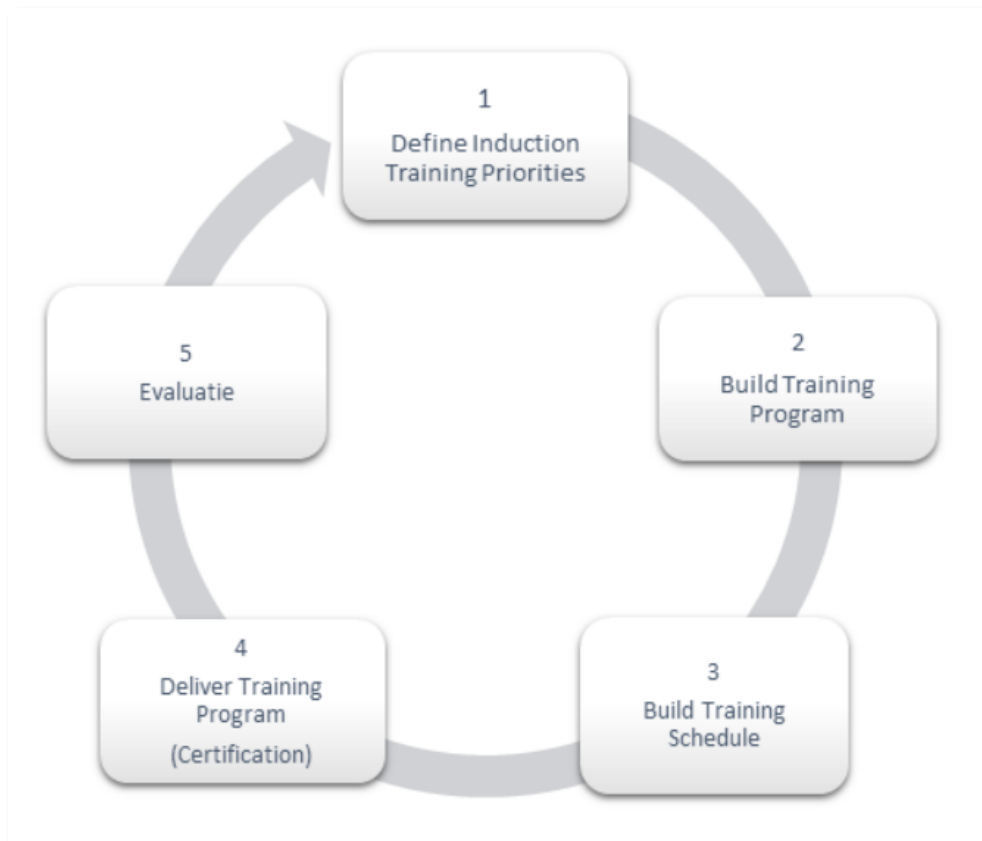 1
Define Induction
Training Priorities
2
Build Training
Program
3
Build Training
Schedule
4
Deliver Training
Program
(Certification)
5
Evaluatie